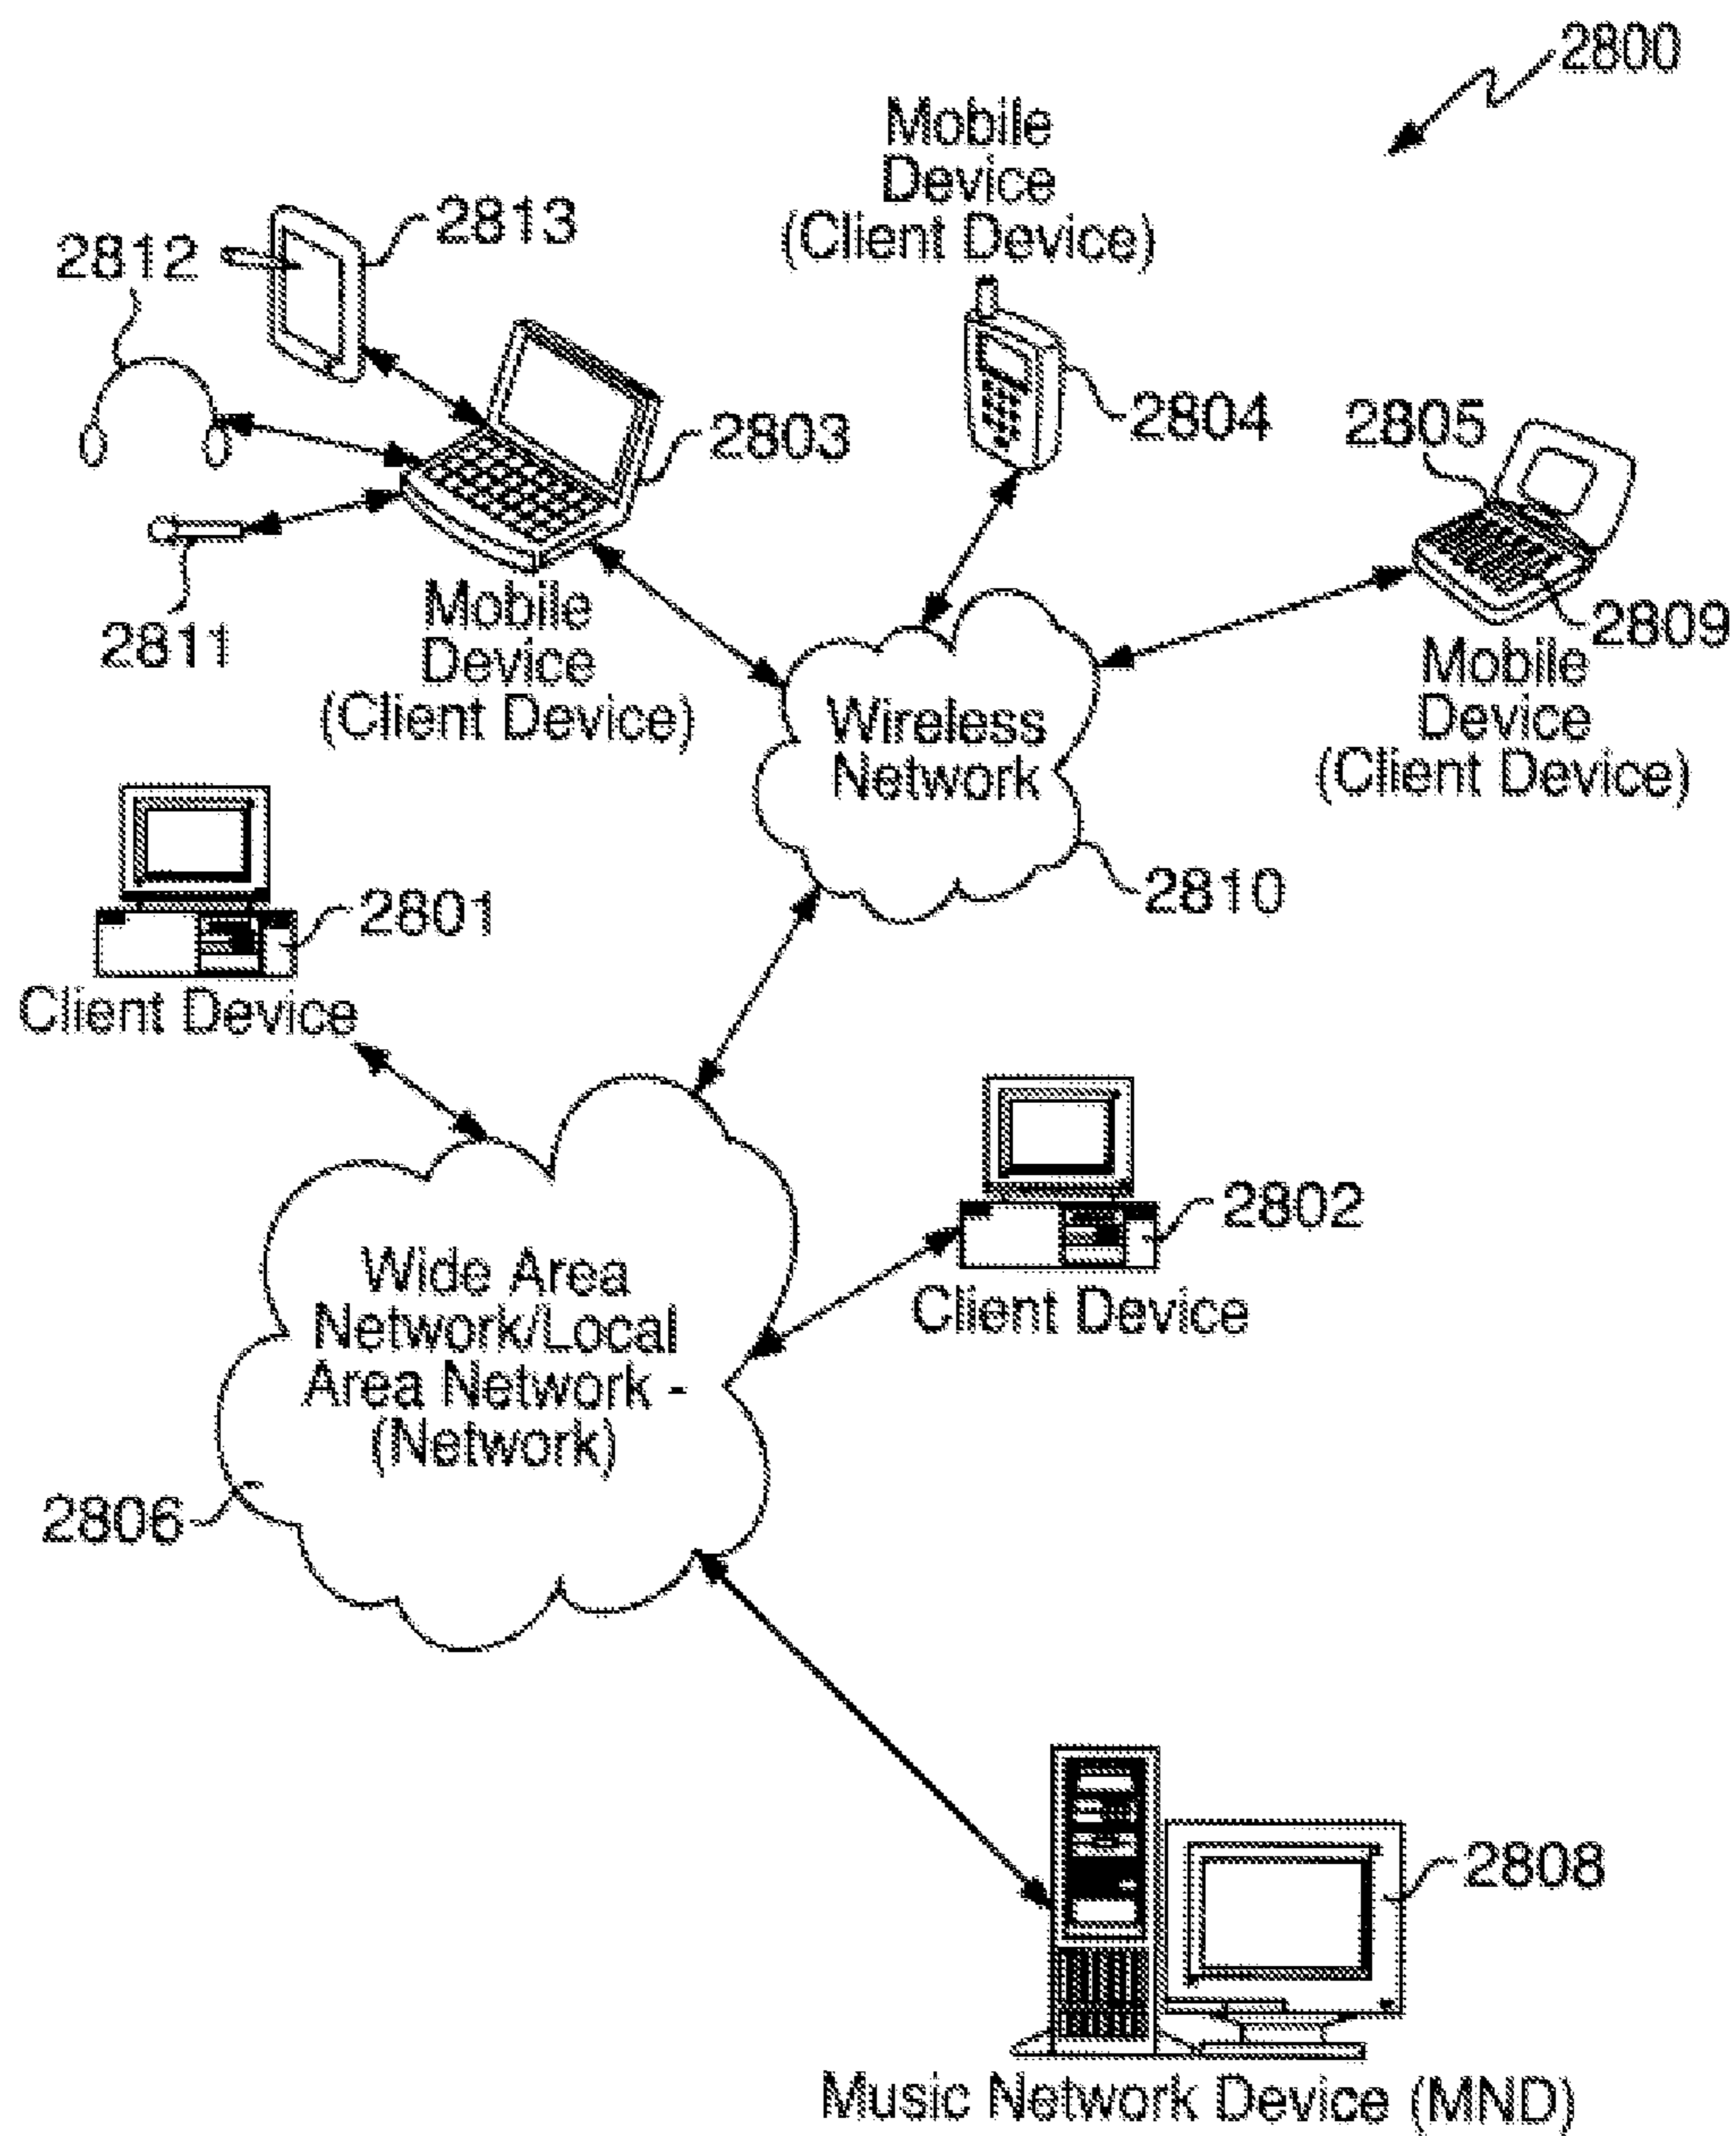 2800
Mobile
Device
(Client Device)
2813
2812
2803
2804
2805
2811
2809
Mobile
Device
(Client Device)
Mobile
Device
(Client Device)
Wireless
Network
2810
2801
Client Device
2802
Client Device
Wide Area
Network/Local
Area Network -
(Network)
2806
2808
Music Network Device (MND)